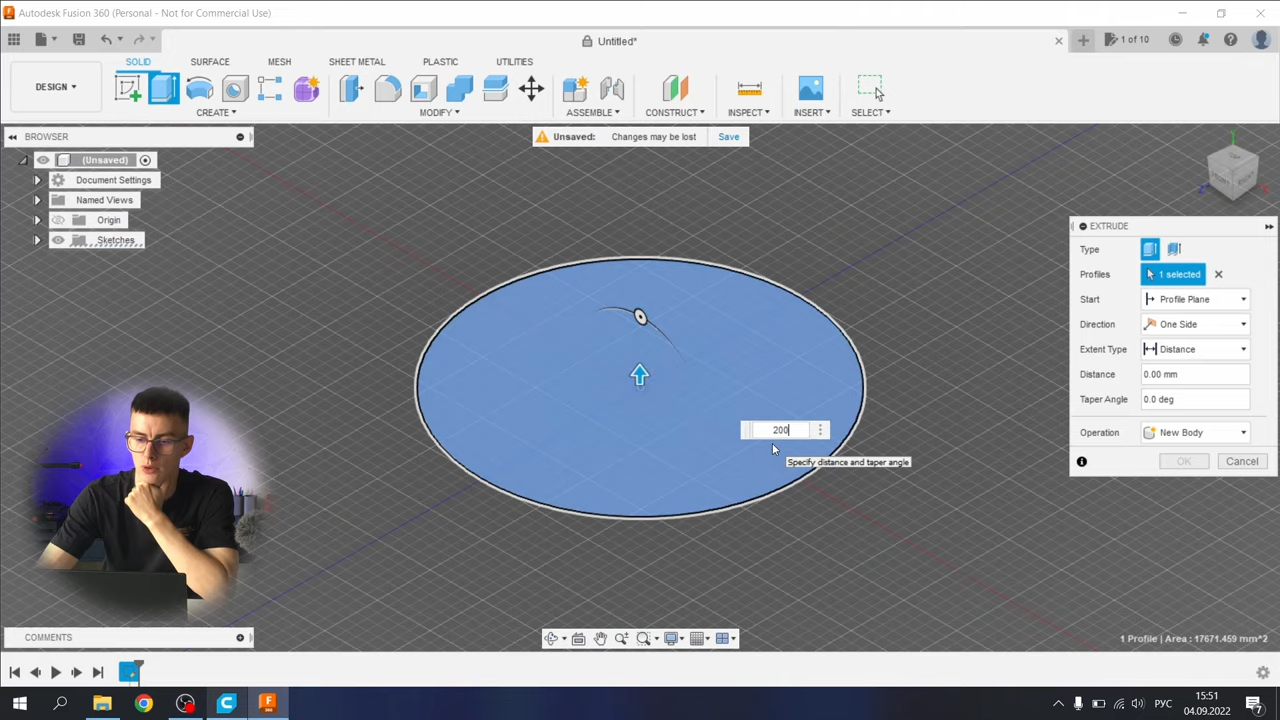 Autodesk Fusion 360 (Personal - Not for Commercial Use)
Untitled*
1 of 10
DESIGN
SOLID SURFACE MESH SHEET METAL PLASTIC UTILITIES
CREATE MODIFY ASSEMBLE CONSTRUCT INSPECT INSERT SELECT
BROWSER
Unsaved: Changes may be lost Save
(Unsaved)
Document Settings
Named Views
Origin
Sketches
EXTRUDE
Type
Profiles 1 selected
Start Profile Plane
Direction One Side
Extent Type Distance
Distance 0.00 mm
Taper Angle 0.0 deg
Operation New Body
OK Cancel
200
Specify distance and taper angle
COMMENTS
1 Profile | Area : 17671.459 mm^2
РУС
15:51
04.09.2022
7